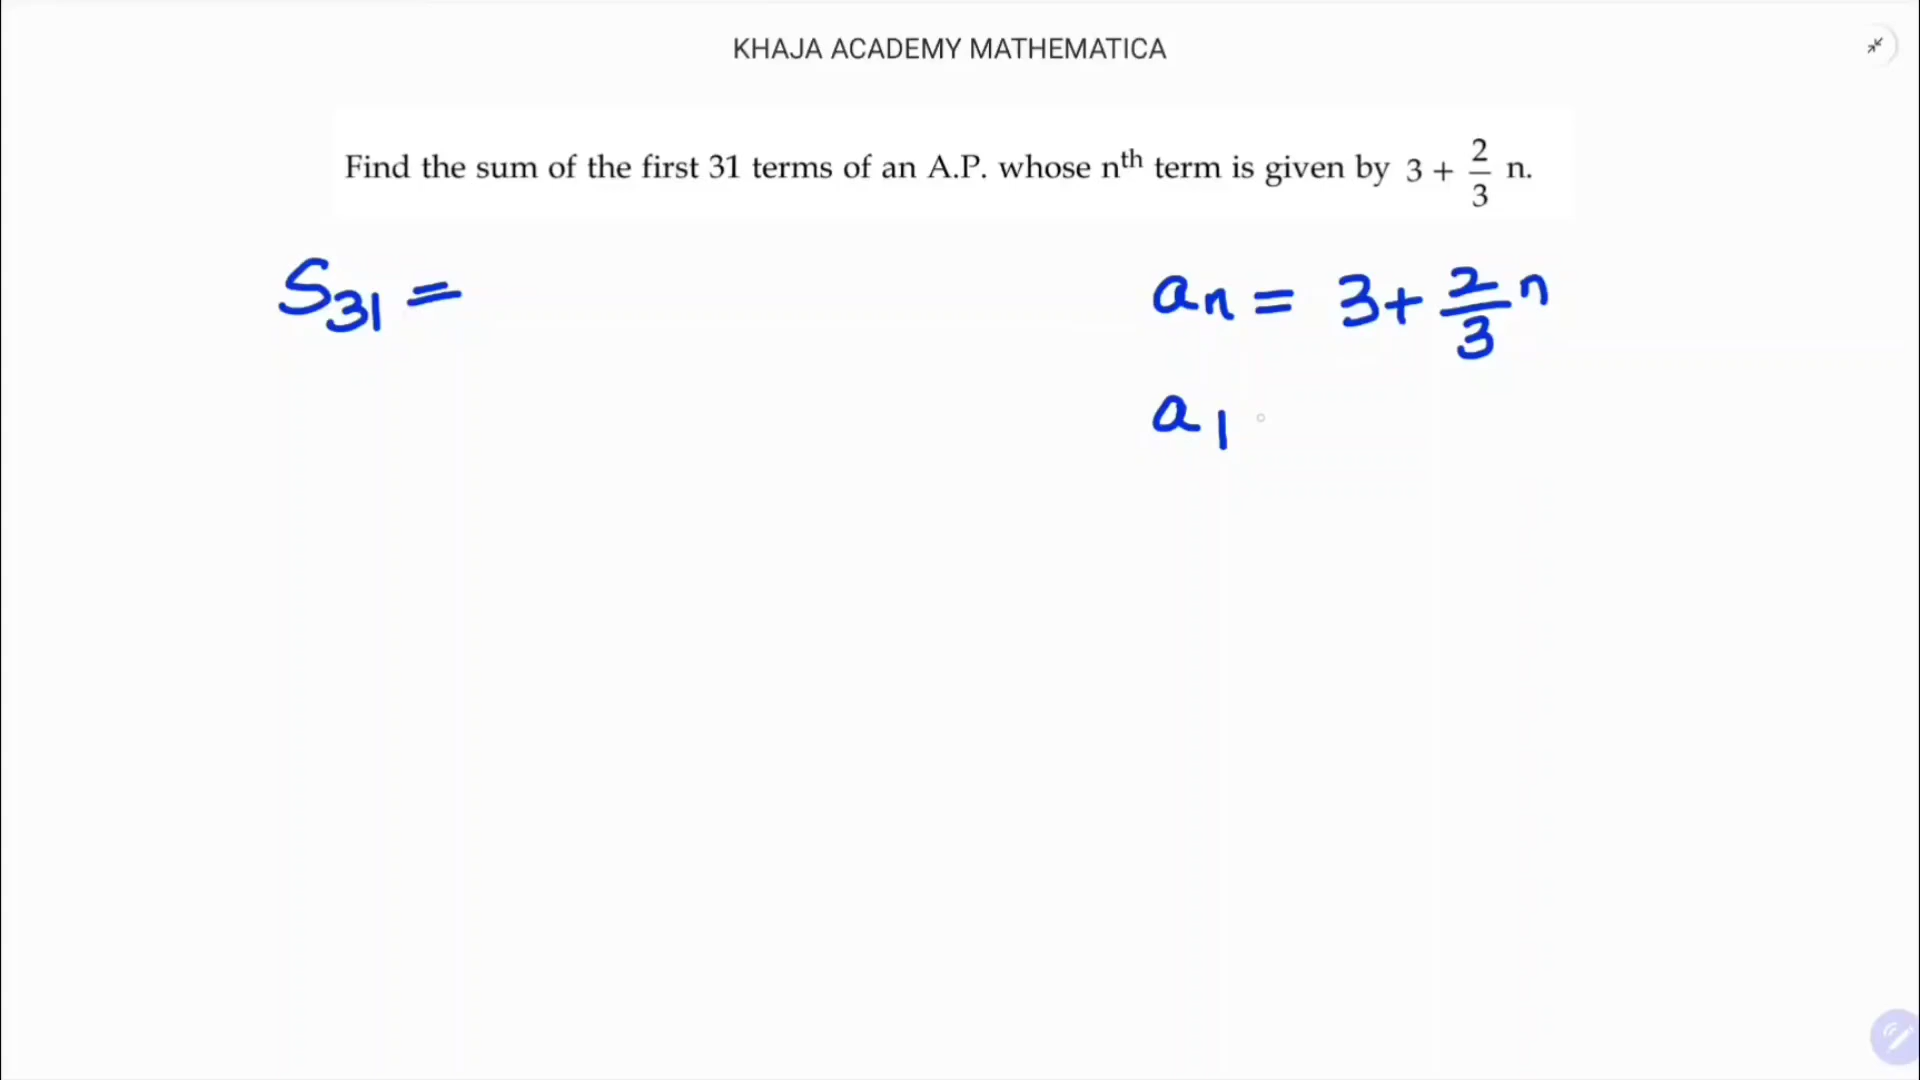 KHAJA ACADEMY MATHEMATICA
Find the sum of the first 31 terms of an A.P. whose nth term is given by 3 + 2/3 n.
S31 =
an = 3 + 2/3 n
a1